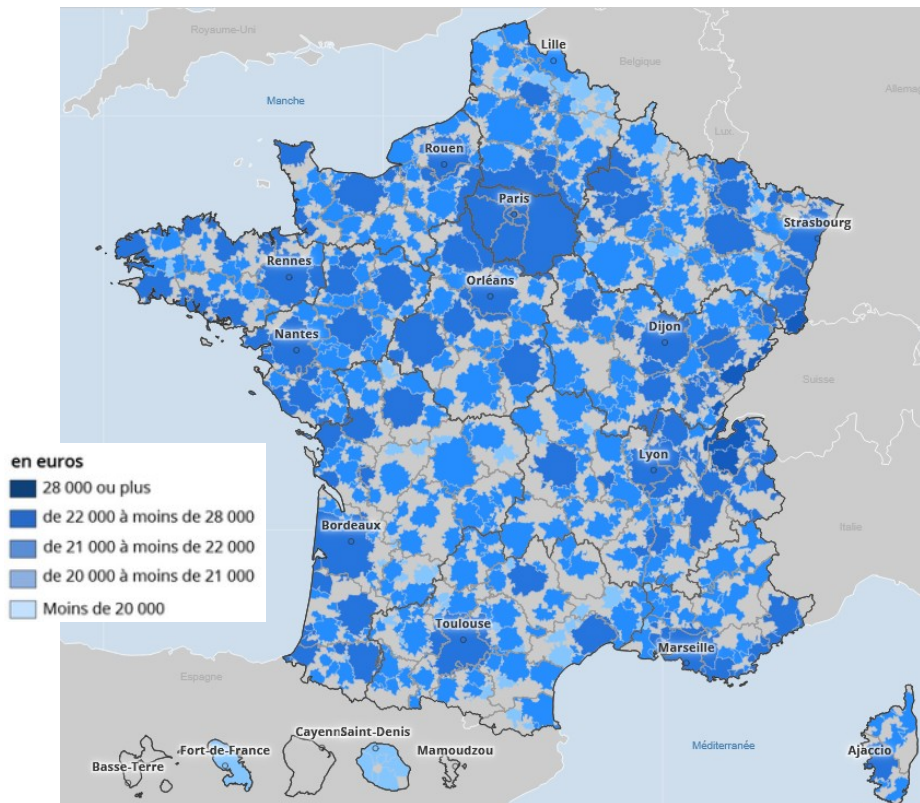 Royaume-Uni
Lille
Belgique
Allemag
Manche
Lux.
Rouen
Paris
Strasbourg
Rennes
Orléans
Nantes
Dijon
Suisse
en euros
28 000 ou plus
de 22 000 à moins de 28 000
de 21 000 à moins de 22 000
de 20 000 à moins de 21 000
Moins de 20 000
Lyon
Bordeaux
Italie
Toulouse
Marseille
Espagne
Basse-Terre
Fort-de-France
Cayenn
Saint-Denis
Mamoudzou
Méditerranée
Ajaccio